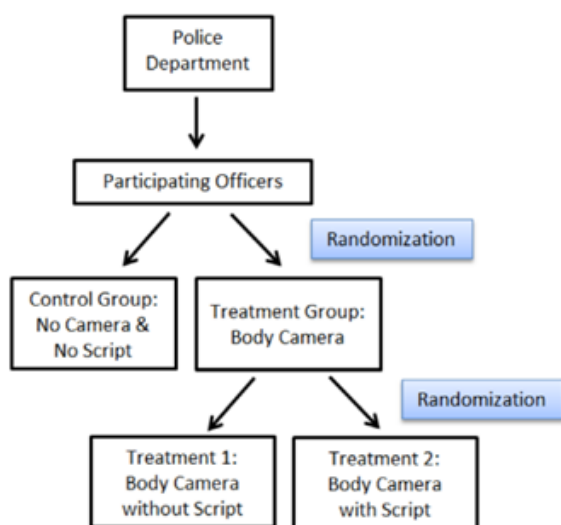 Police
Department
Participating Officers
Randomization
Control Group:
No Camera &
No Script
Treatment Group:
Body Camera
Randomization
Treatment 1:
Body Camera
without Script
Treatment 2:
Body Camera
with Script